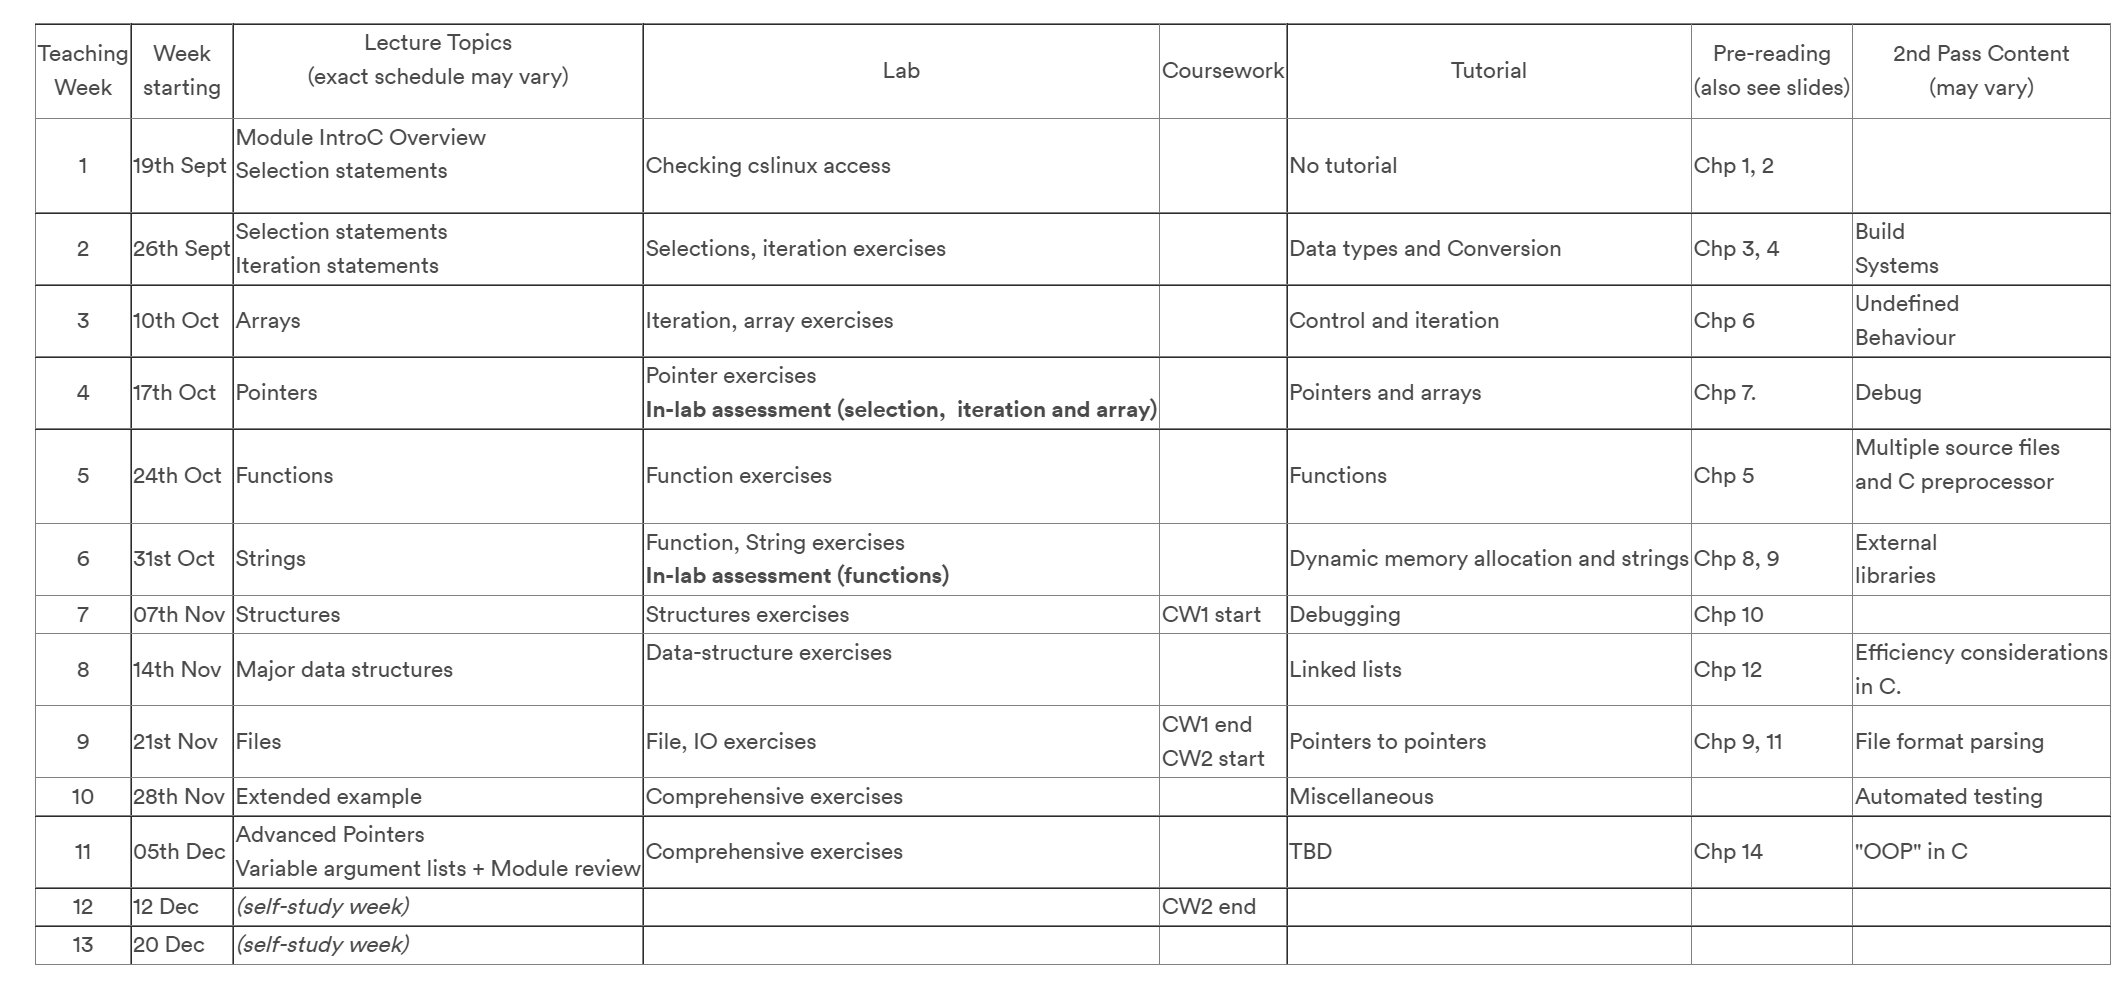 Teaching Week
Week starting
Lecture Topics
(exact schedule may vary)
Lab
Coursework
Tutorial
Pre-reading
(also see slides)
2nd Pass Content
(may vary)
1
19th Sept
Module IntroC Overview
Selection statements
Checking cslinux access
No tutorial
Chp 1, 2
2
26th Sept
Selection statements
Iteration statements
Selections, iteration exercises
Data types and Conversion
Chp 3, 4
Build
Systems
3
10th Oct
Arrays
Iteration, array exercises
Control and iteration
Chp 6
Undefined
Behaviour
4
17th Oct
Pointers
Pointer exercises
In-lab assessment (selection,  iteration and array)
Pointers and arrays
Chp 7.
Debug
5
24th Oct
Functions
Function exercises
Functions
Chp 5
Multiple source files
and C preprocessor
6
31st Oct
Strings
Function, String exercises
In-lab assessment (functions)
Dynamic memory allocation and strings
Chp 8, 9
External
libraries
7
07th Nov
Structures
Structures exercises
CW1 start
Debugging
Chp 10
8
14th Nov
Major data structures
Data-structure exercises
Linked lists
Chp 12
Efficiency considerations
in C.
9
21st Nov
Files
File, IO exercises
CW1 end
CW2 start
Pointers to pointers
Chp 9, 11
File format parsing
10
28th Nov
Extended example
Comprehensive exercises
Miscellaneous
Automated testing
11
05th Dec
Advanced Pointers
Variable argument lists + Module review
Comprehensive exercises
TBD
Chp 14
"OOP" in C
12
12 Dec
(self-study week)
CW2 end
13
20 Dec
(self-study week)